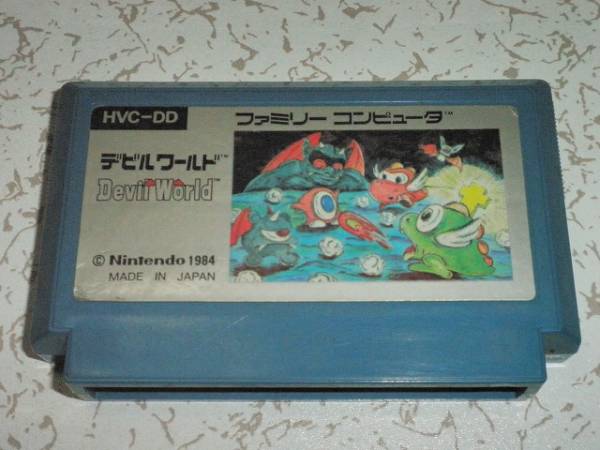 HVC-DD
ファミリー コンピュータ™
デビルワールド™
Devil World™
© Nintendo 1984
MADE IN JAPAN